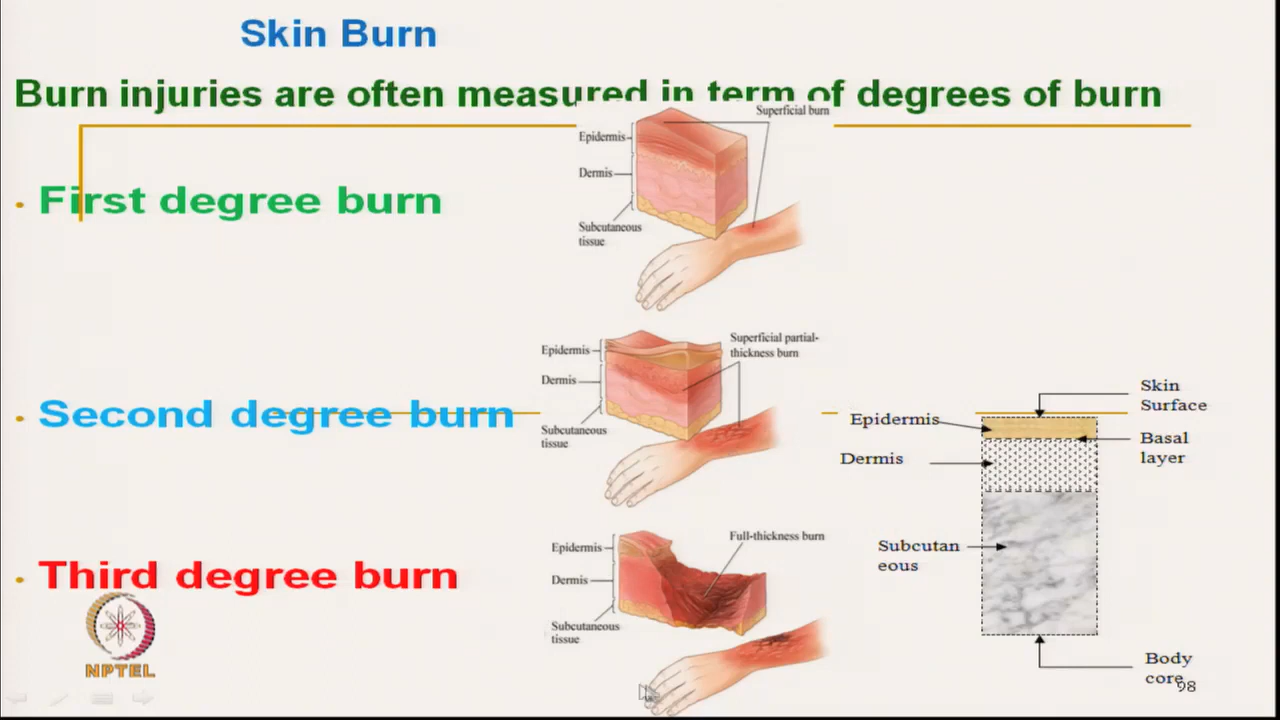 Skin Burn
Burn injuries are often measured in term of degrees of burn
• First degree burn
Superficial burn
Epidermis
Dermis
Subcutaneous
tissue
• Second degree burn
Superficial partial-
thickness burn
Epidermis
Dermis
Subcutaneous
tissue
• Third degree burn
Full-thickness burn
Epidermis
Dermis
Subcutaneous
tissue
Skin
Surface
Epidermis
Basal
layer
Dermis
Subcutan
eous
Body
core
98
NPTEL